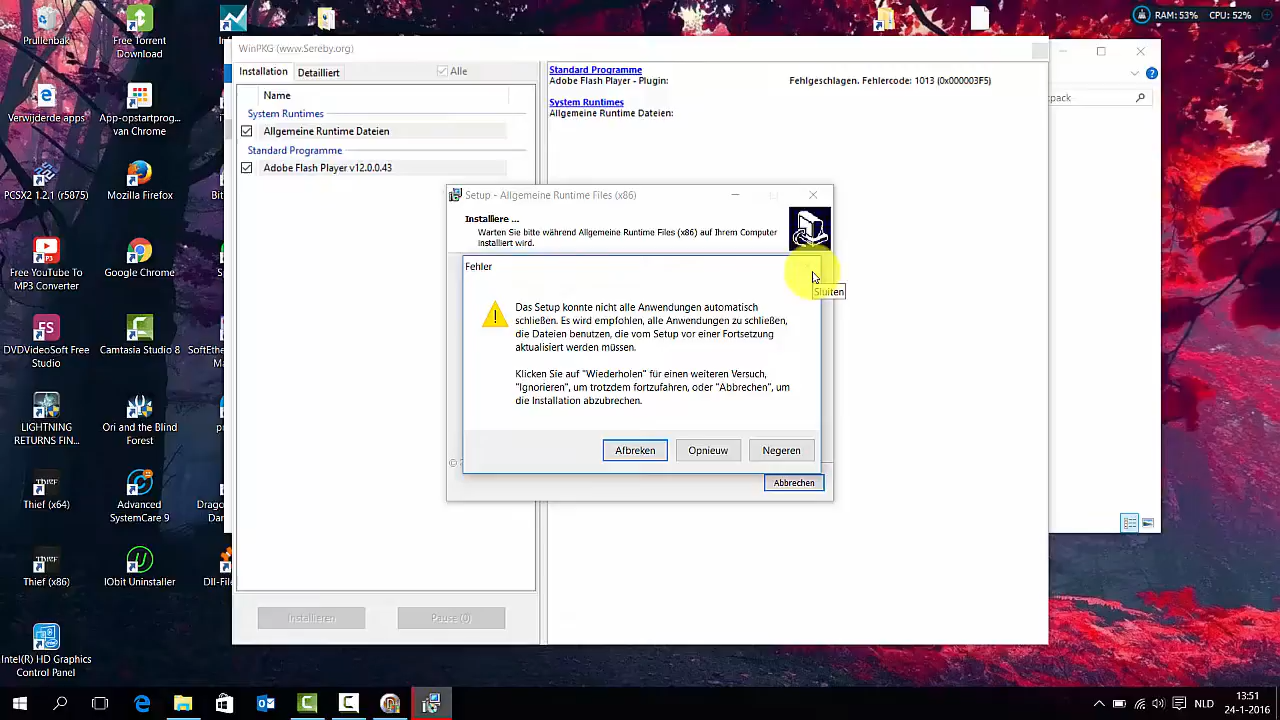 Prullenbak
Free Torrent
Download
RAM: 53% CPU: 52%
WinPKG (www.Sereby.org)
Installation
Detailliert
Alle
Name
System Runtimes
Allgemeine Runtime Dateien
Standard Programme
Adobe Flash Player v12.0.0.43
Installieren
Pause (0)
Standard Programme
Adobe Flash Player - Plugin:
Fehlgeschlagen. Fehlercode: 1013 (0x000003F5)
System Runtimes
Allgemeine Runtime Dateien:
pack
Setup - Allgemeine Runtime Files (x86)
Installiere ...
Warten Sie bitte während Allgemeine Runtime Files (x86) auf Ihrem Computer
installiert wird.
Fehler
Sluiten
Das Setup konnte nicht alle Anwendungen automatisch
schließen. Es wird empfohlen, alle Anwendungen zu schließen,
die Dateien benutzen, die vom Setup vor einer Fortsetzung
aktualisiert werden müssen.
Klicken Sie auf "Wiederholen" für einen weiteren Versuch,
"Ignorieren", um trotzdem fortzufahren, oder "Abbrechen", um
die Installation abzubrechen.
Afbreken
Opnieuw
Negeren
Abbrechen
Verwijderde apps
App-opstartprog...
van Chrome
PCSX2 1.2.1 (r5875)
Mozilla Firefox
Bit
Free YouTube To
MP3 Converter
Google Chrome
DVDVideoSoft Free
Studio
Camtasia Studio 8
SoftEthe
LIGHTNING
RETURNS FIN...
Ori and the Blind
Forest
Thief (x64)
Advanced
SystemCare 9
Thief (x86)
IObit Uninstaller
Dll-File
Intel(R) HD Graphics
Control Panel
NLD
13:51
24-1-2016